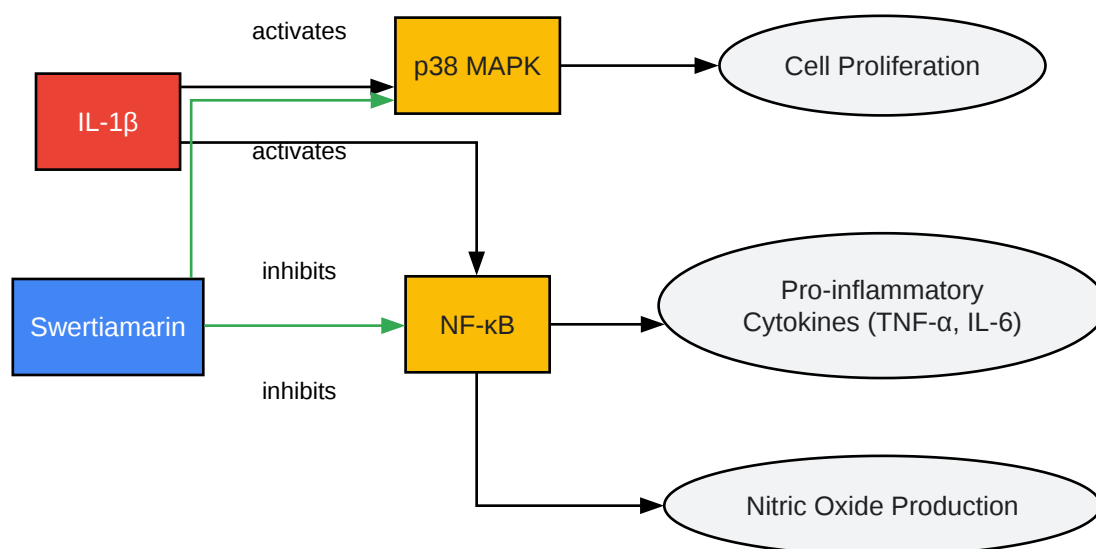 activates
p38 MAPK
Cell Proliferation
IL-1β
activates
inhibits
Pro-inflammatory
Cytokines (TNF-α, IL-6)
Swertiamarin
NF-κB
inhibits
Nitric Oxide Production